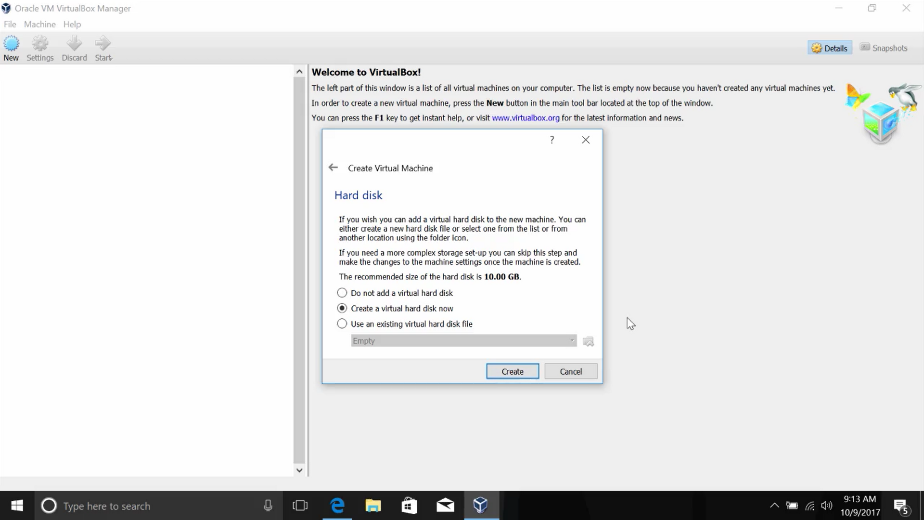 Oracle VM VirtualBox Manager
File Machine Help
New Settings Discard Start
Details Snapshots
Welcome to VirtualBox!
The left part of this window is a list of all virtual machines on your computer. The list is empty now because you haven't created any virtual machines yet.
In order to create a new virtual machine, press the New button in the main tool bar located at the top of the window.
You can press the F1 key to get instant help, or visit www.virtualbox.org for the latest information and news.
?
Create Virtual Machine
Hard disk
If you wish you can add a virtual hard disk to the new machine. You can
either create a new hard disk file or select one from the list or from
another location using the folder icon.
If you need a more complex storage set-up you can skip this step and
make the changes to the machine settings once the machine is created.
The recommended size of the hard disk is 10.00 GB.
Do not add a virtual hard disk
Create a virtual hard disk now
Use an existing virtual hard disk file
Empty
Create Cancel
Type here to search
9:13 AM
10/9/2017
5